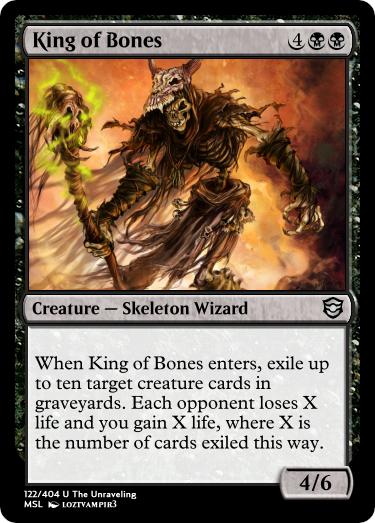 King of Bones 4
Creature — Skeleton Wizard
When King of Bones enters, exile up
to ten target creature cards in
graveyards. Each opponent loses X
life and you gain X life, where X is
the number of cards exiled this way.
4/6
122/404 U The Unraveling
MSL LOZTVAMPIR3